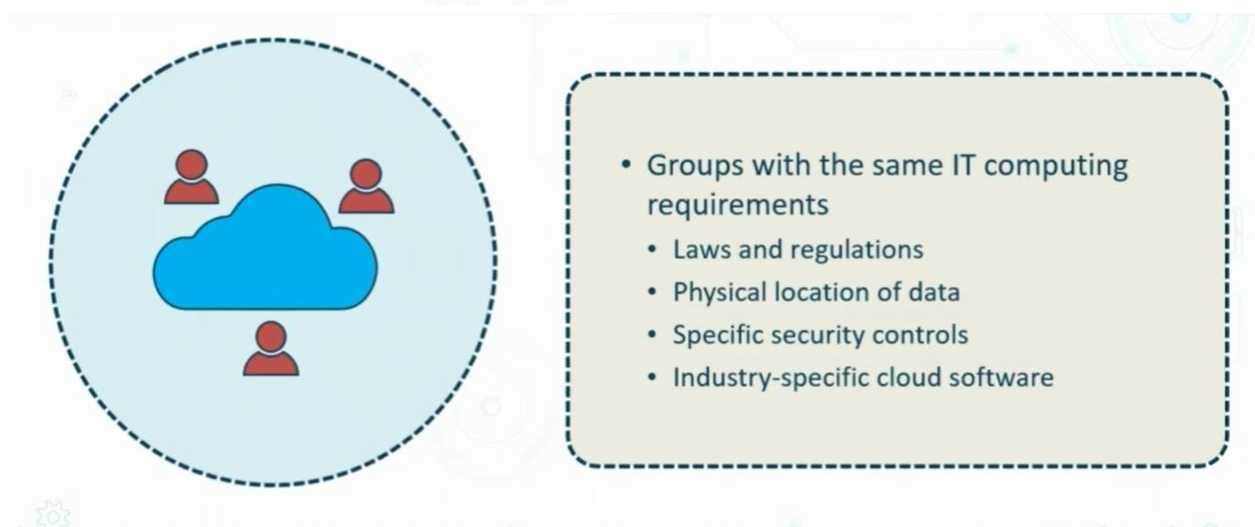 • Groups with the same IT computing
requirements
• Laws and regulations
• Physical location of data
• Specific security controls
• Industry-specific cloud software